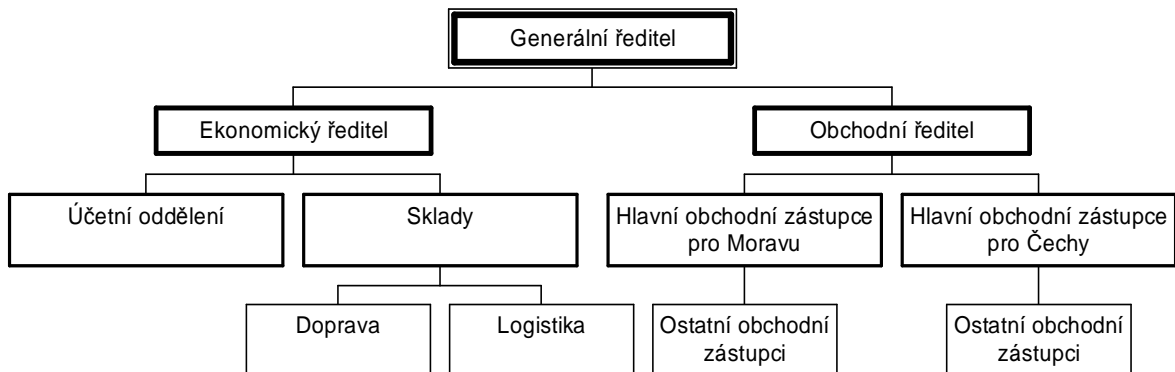 Generální ředitel
Ekonomický ředitel
Obchodní ředitel
Účetní oddělení
Sklady
Hlavní obchodní zástupce
pro Moravu
Hlavní obchodní zástupce
pro Čechy
Doprava
Logistika
Ostatní obchodní
zástupci
Ostatní obchodní
zástupci